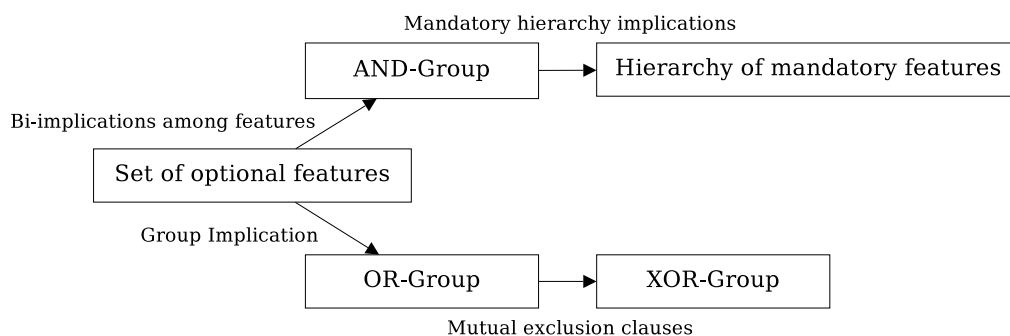 Mandatory hierarchy implications
AND-Group
Hierarchy of mandatory features
Bi-implications among features
Set of optional features
Group Implication
OR-Group
XOR-Group
Mutual exclusion clauses